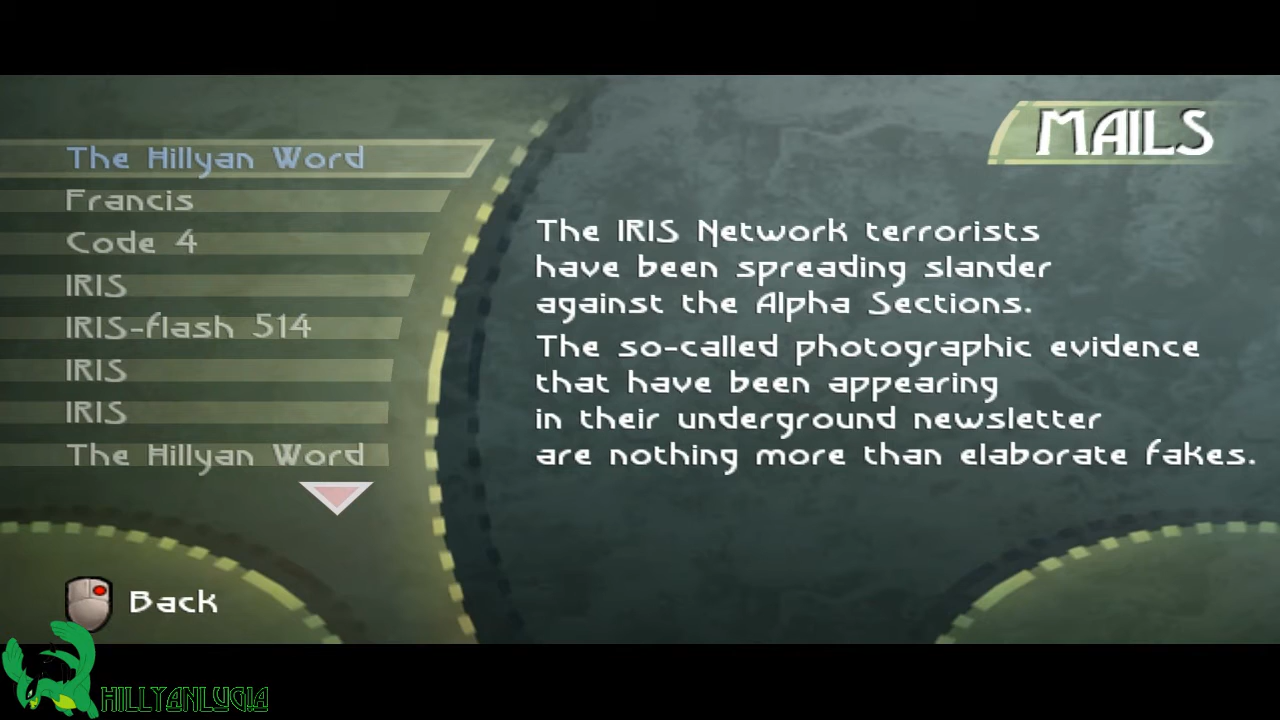 MAILS
The Hillyan Word
Francis
Code 4
IRIS
IRIS-flash 514
IRIS
IRIS
The Hillyan Word
The IRIS Network terrorists
have been spreading slander
against the Alpha Sections.
The so-called photographic evidence
that have been appearing
in their underground newsletter
are nothing more than elaborate fakes.
Back
HILLYANLUGIA